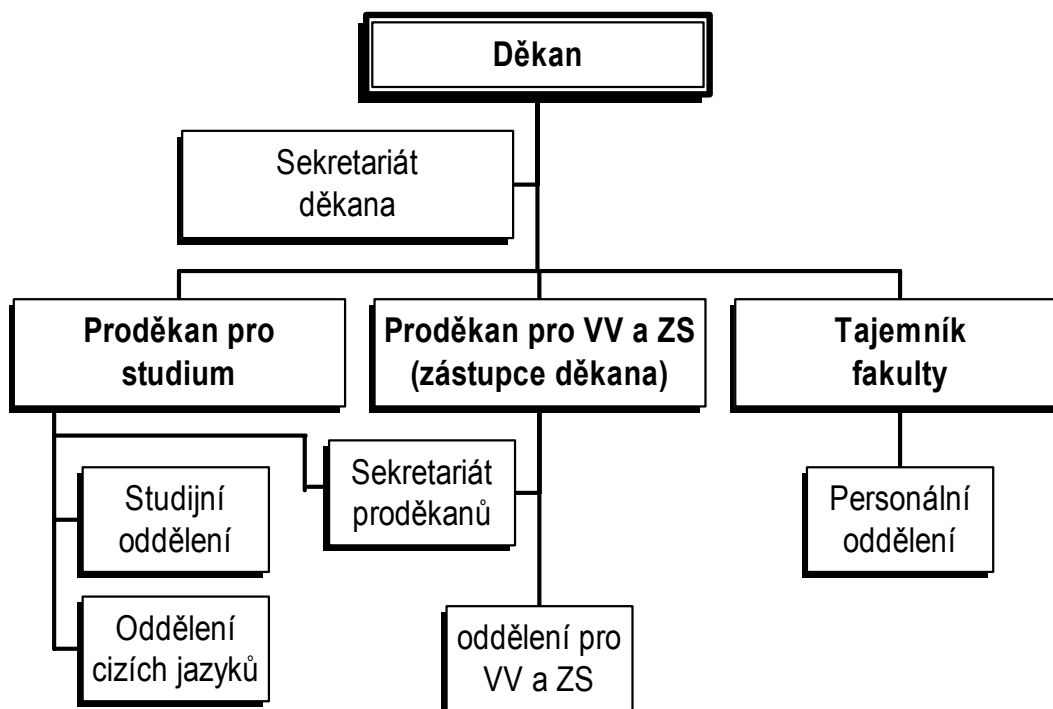 Děkan
Sekretariát
děkana
Proděkan pro
studium
Proděkan pro VV a ZS
(zástupce děkana)
Tajemník
fakulty
Studijní
oddělení
Sekretariát
proděkanů
Personální
oddělení
Oddělení
cizích jazyků
oddělení pro
VV a ZS